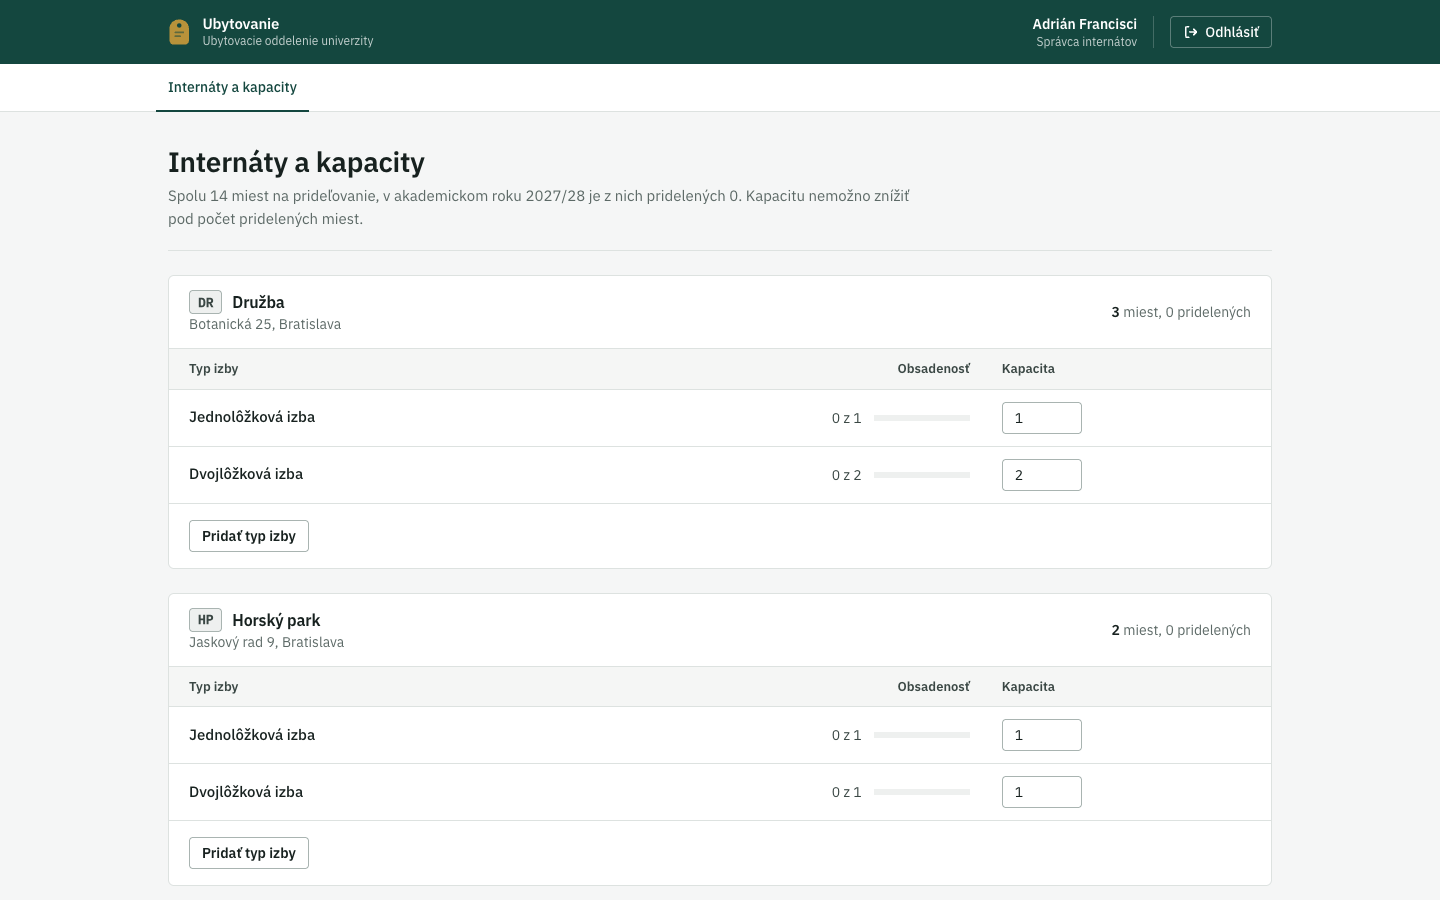 Ubytovanie
Ubytovacie oddelenie univerzity
Adrián Francisci
Správca internátov
Odhlásiť
Internáty a kapacity
Internáty a kapacity
Spolu 14 miest na prideľovanie, v akademickom roku 2027/28 je z nich pridelených 0. Kapacitu nemožno znížiť
pod počet pridelených miest.
DR Družba
Botanická 25, Bratislava
3 miest, 0 pridelených
Typ izby Obsadenosť Kapacita
Jednolôžková izba 0 z 1 1
Dvojlôžková izba 0 z 2 2
Pridať typ izby
HP Horský park
Jaskový rad 9, Bratislava
2 miest, 0 pridelených
Typ izby Obsadenosť Kapacita
Jednolôžková izba 0 z 1 1
Dvojlôžková izba 0 z 1 1
Pridať typ izby